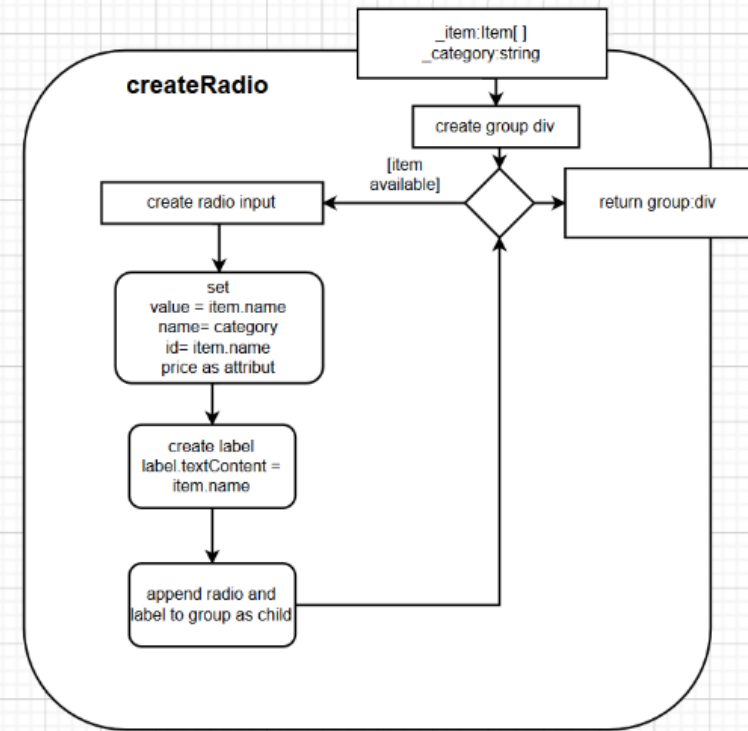 _item:Item[ ]
_category:string
createRadio
create group div
[item
available]
create radio input
return group:div
set
value = item.name
name= category
id= item.name
price as attribut
create label
label.textContent =
item.name
append radio and
label to group as child